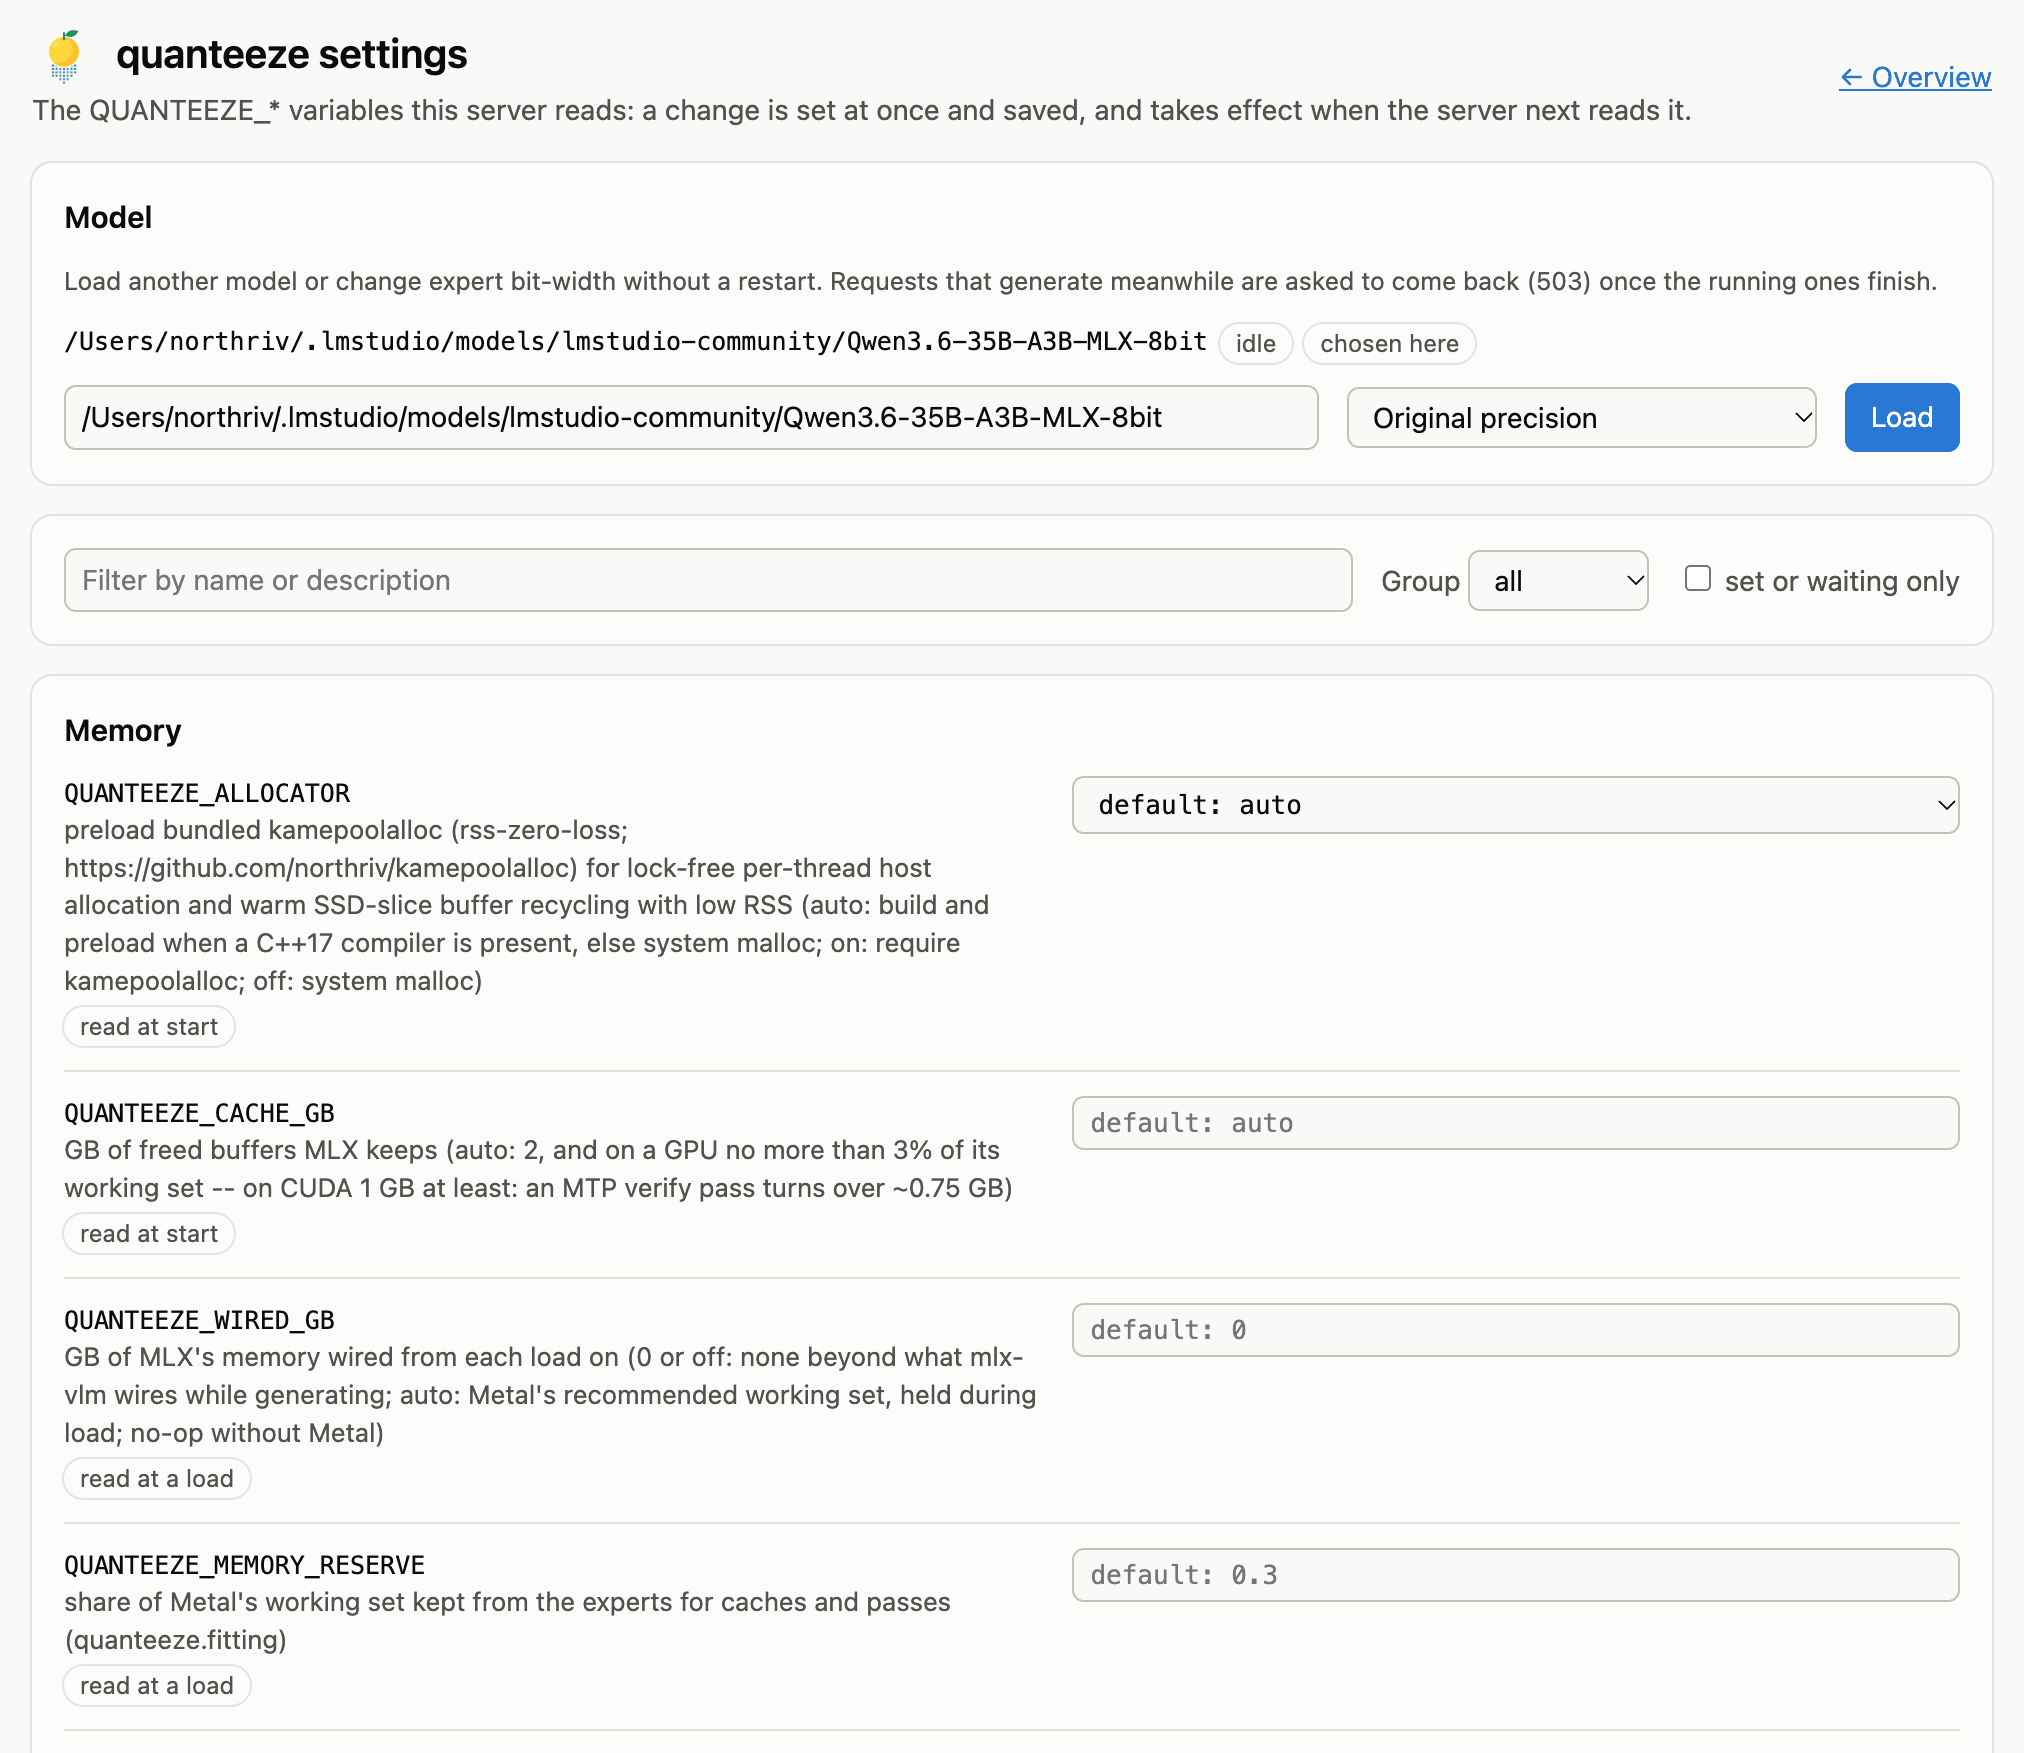 quanteeze settings
← Overview
The QUANTEEZE_* variables this server reads: a change is set at once and saved, and takes effect when the server next reads it.
Model
Load another model or change expert bit-width without a restart. Requests that generate meanwhile are asked to come back (503) once the running ones finish.
/Users/northriv/.lmstudio/models/lmstudio-community/Qwen3.6-35B-A3B-MLX-8bit idle chosen here
/Users/northriv/.lmstudio/models/lmstudio-community/Qwen3.6-35B-A3B-MLX-8bit Original precision Load
Filter by name or description Group all set or waiting only
Memory
QUANTEEZE_ALLOCATOR
default: auto
preload bundled kamepoolalloc (rss-zero-loss;
https://github.com/northriv/kamepoolalloc) for lock-free per-thread host
allocation and warm SSD-slice buffer recycling with low RSS (auto: build and
preload when a C++17 compiler is present, else system malloc; on: require
kamepoolalloc; off: system malloc)
read at start
QUANTEEZE_CACHE_GB
default: auto
GB of freed buffers MLX keeps (auto: 2, and on a GPU no more than 3% of its
working set -- on CUDA 1 GB at least: an MTP verify pass turns over ~0.75 GB)
read at start
QUANTEEZE_WIRED_GB
default: 0
GB of MLX's memory wired from each load on (0 or off: none beyond what mlx-
vlm wires while generating; auto: Metal's recommended working set, held during
load; no-op without Metal)
read at a load
QUANTEEZE_MEMORY_RESERVE
default: 0.3
share of Metal's working set kept from the experts for caches and passes
(quanteeze.fitting)
read at a load